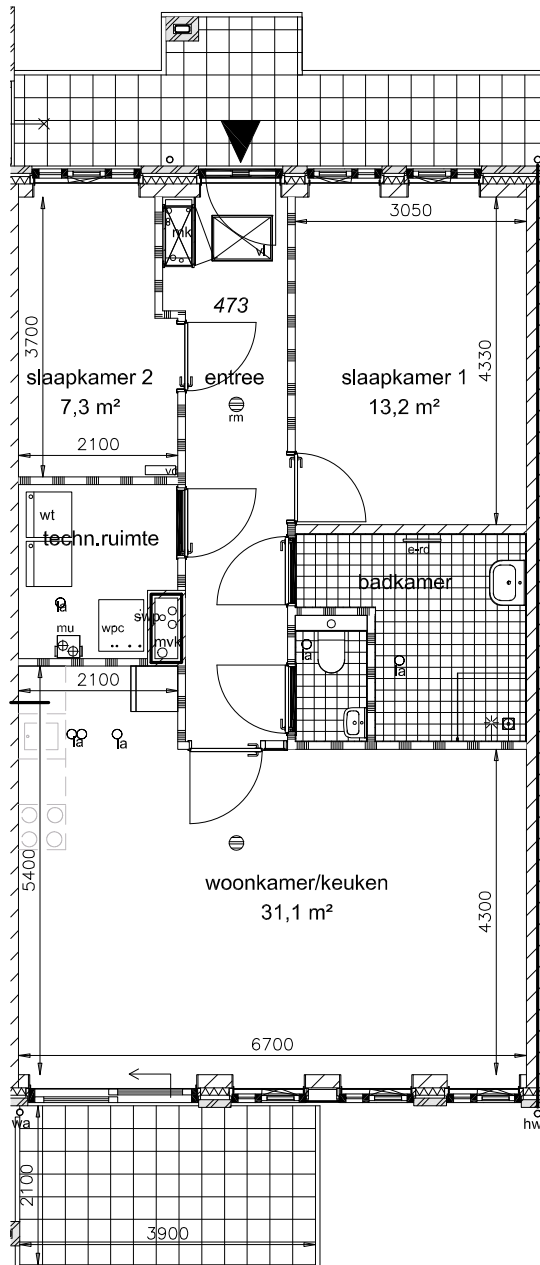 3050
mk
vl
473
3700
4330
slaapkamer 2
7,3 m²
entree
slaapkamer 1
13,2 m²
rm
2100
vd
wt
techn.ruimte
e-rd
badkamer
la
swp
wpc
mu
mvk
la
la
2100
la
la
5400
woonkamer/keuken
31,1 m²
4300
6700
wa
hw
2100
3900